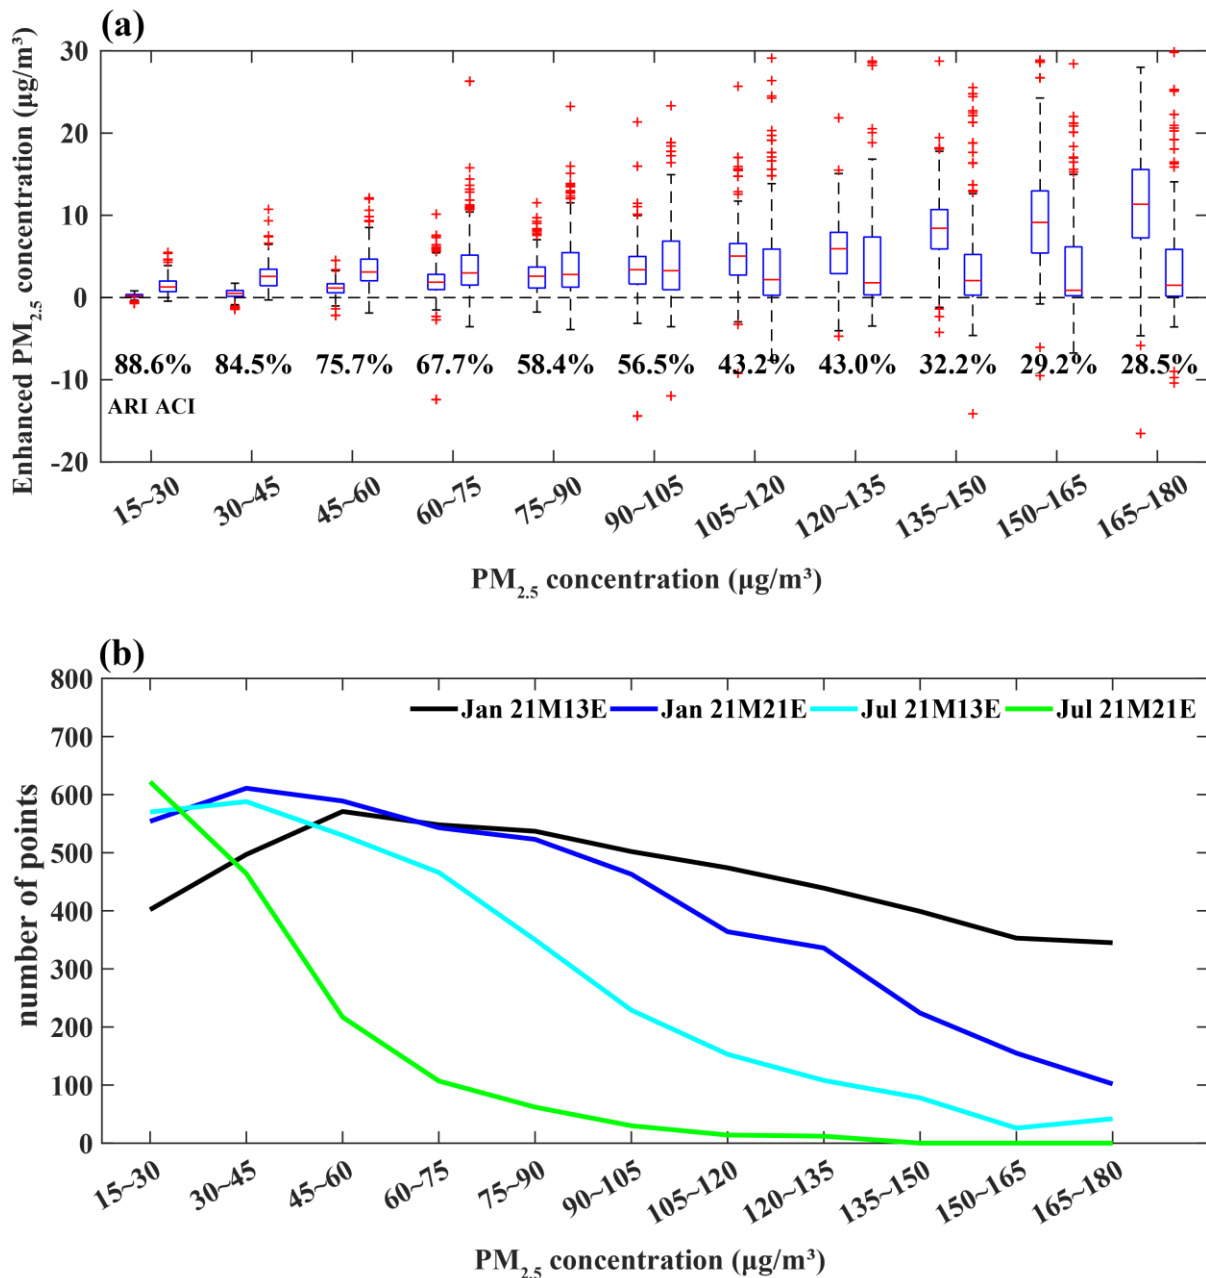 (a)
Enhanced PM2.5 concentration (µg/m³)
30
20
10
0
-10
-20
88.6% 84.5% 75.7% 67.7% 58.4% 56.5% 43.2% 43.0% 32.2% 29.2% 28.5%
ARI ACI
15~30 30~45 45~60 60~75 75~90 90~105 105~120 120~135 135~150 150~165 165~180
PM2.5 concentration (µg/m³)
(b)
number of points
800
700
600
500
400
300
200
100
0
Jan 21M13E Jan 21M21E Jul 21M13E Jul 21M21E
15~30 30~45 45~60 60~75 75~90 90~105 105~120 120~135 135~150 150~165 165~180
PM2.5 concentration (µg/m³)